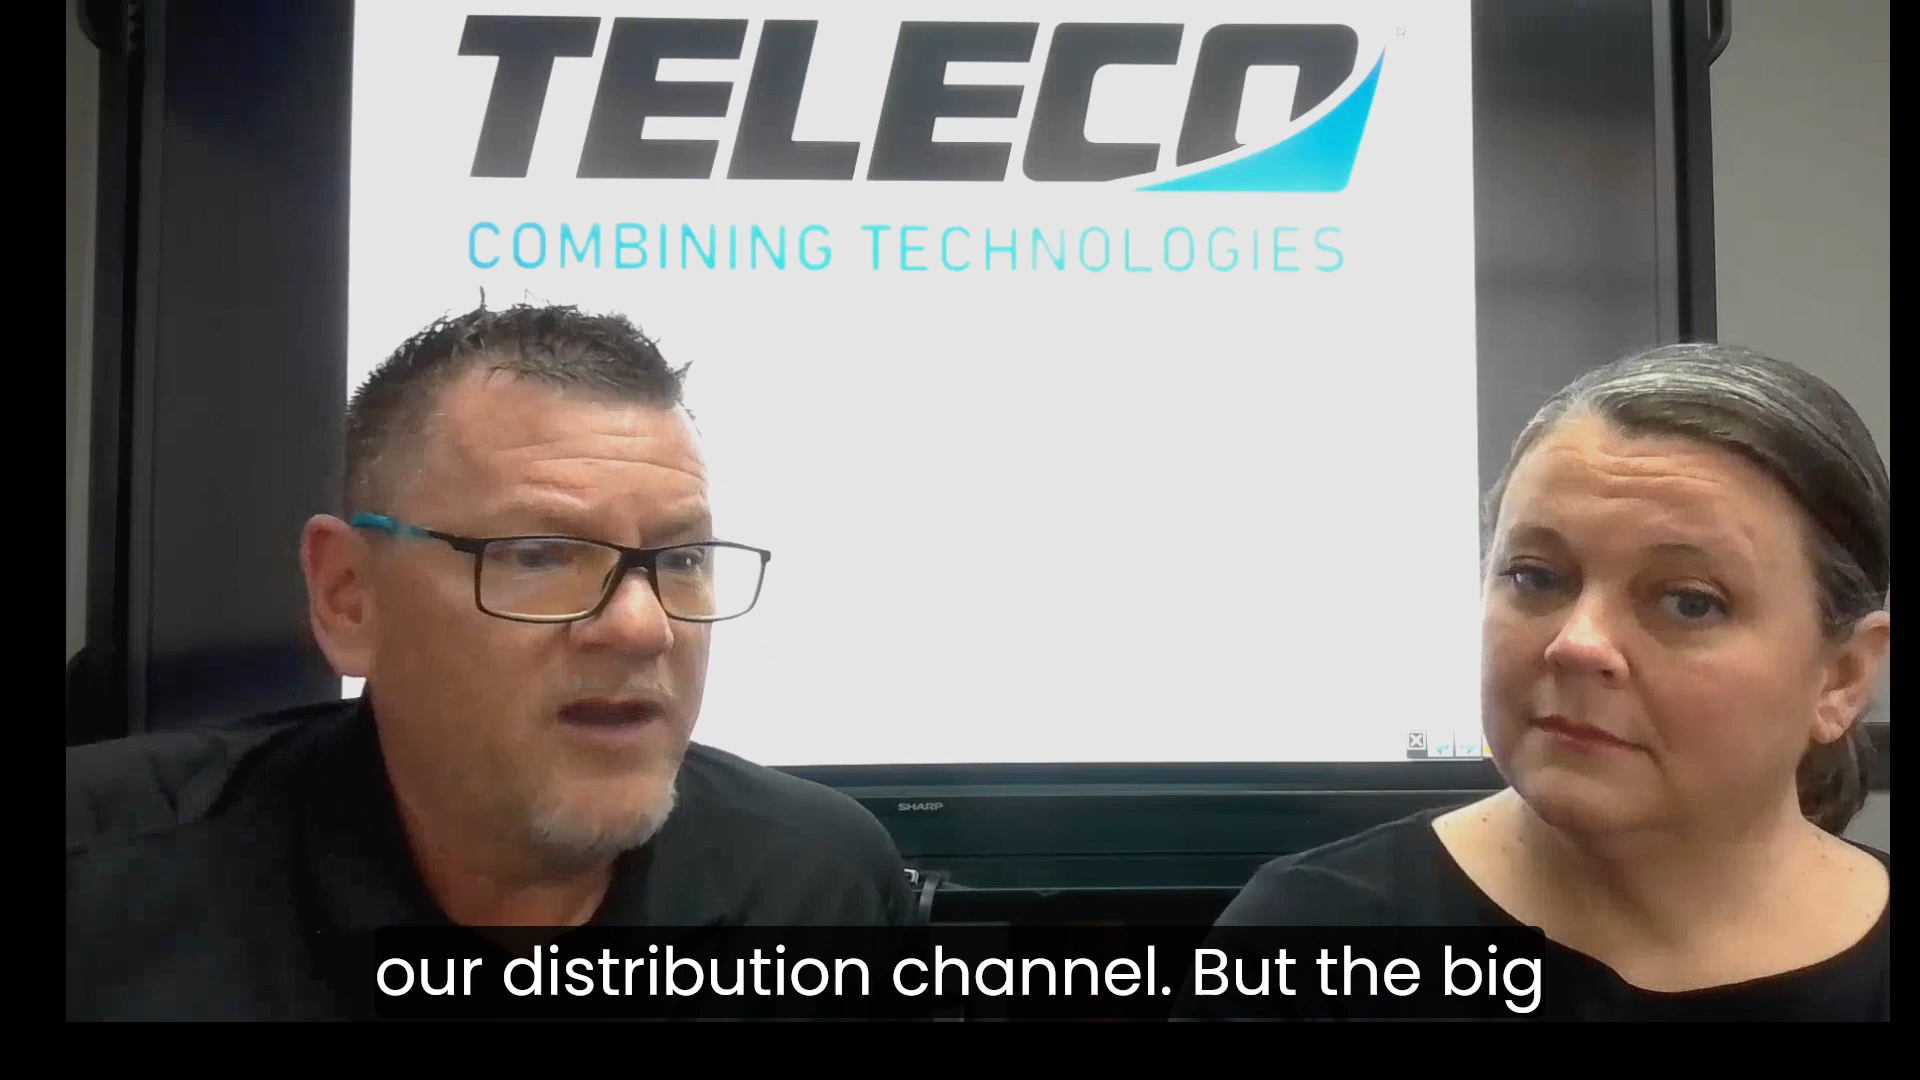 TELECO
R
COMBINING TECHNOLOGIES
SHARP
our distribution channel. But the big